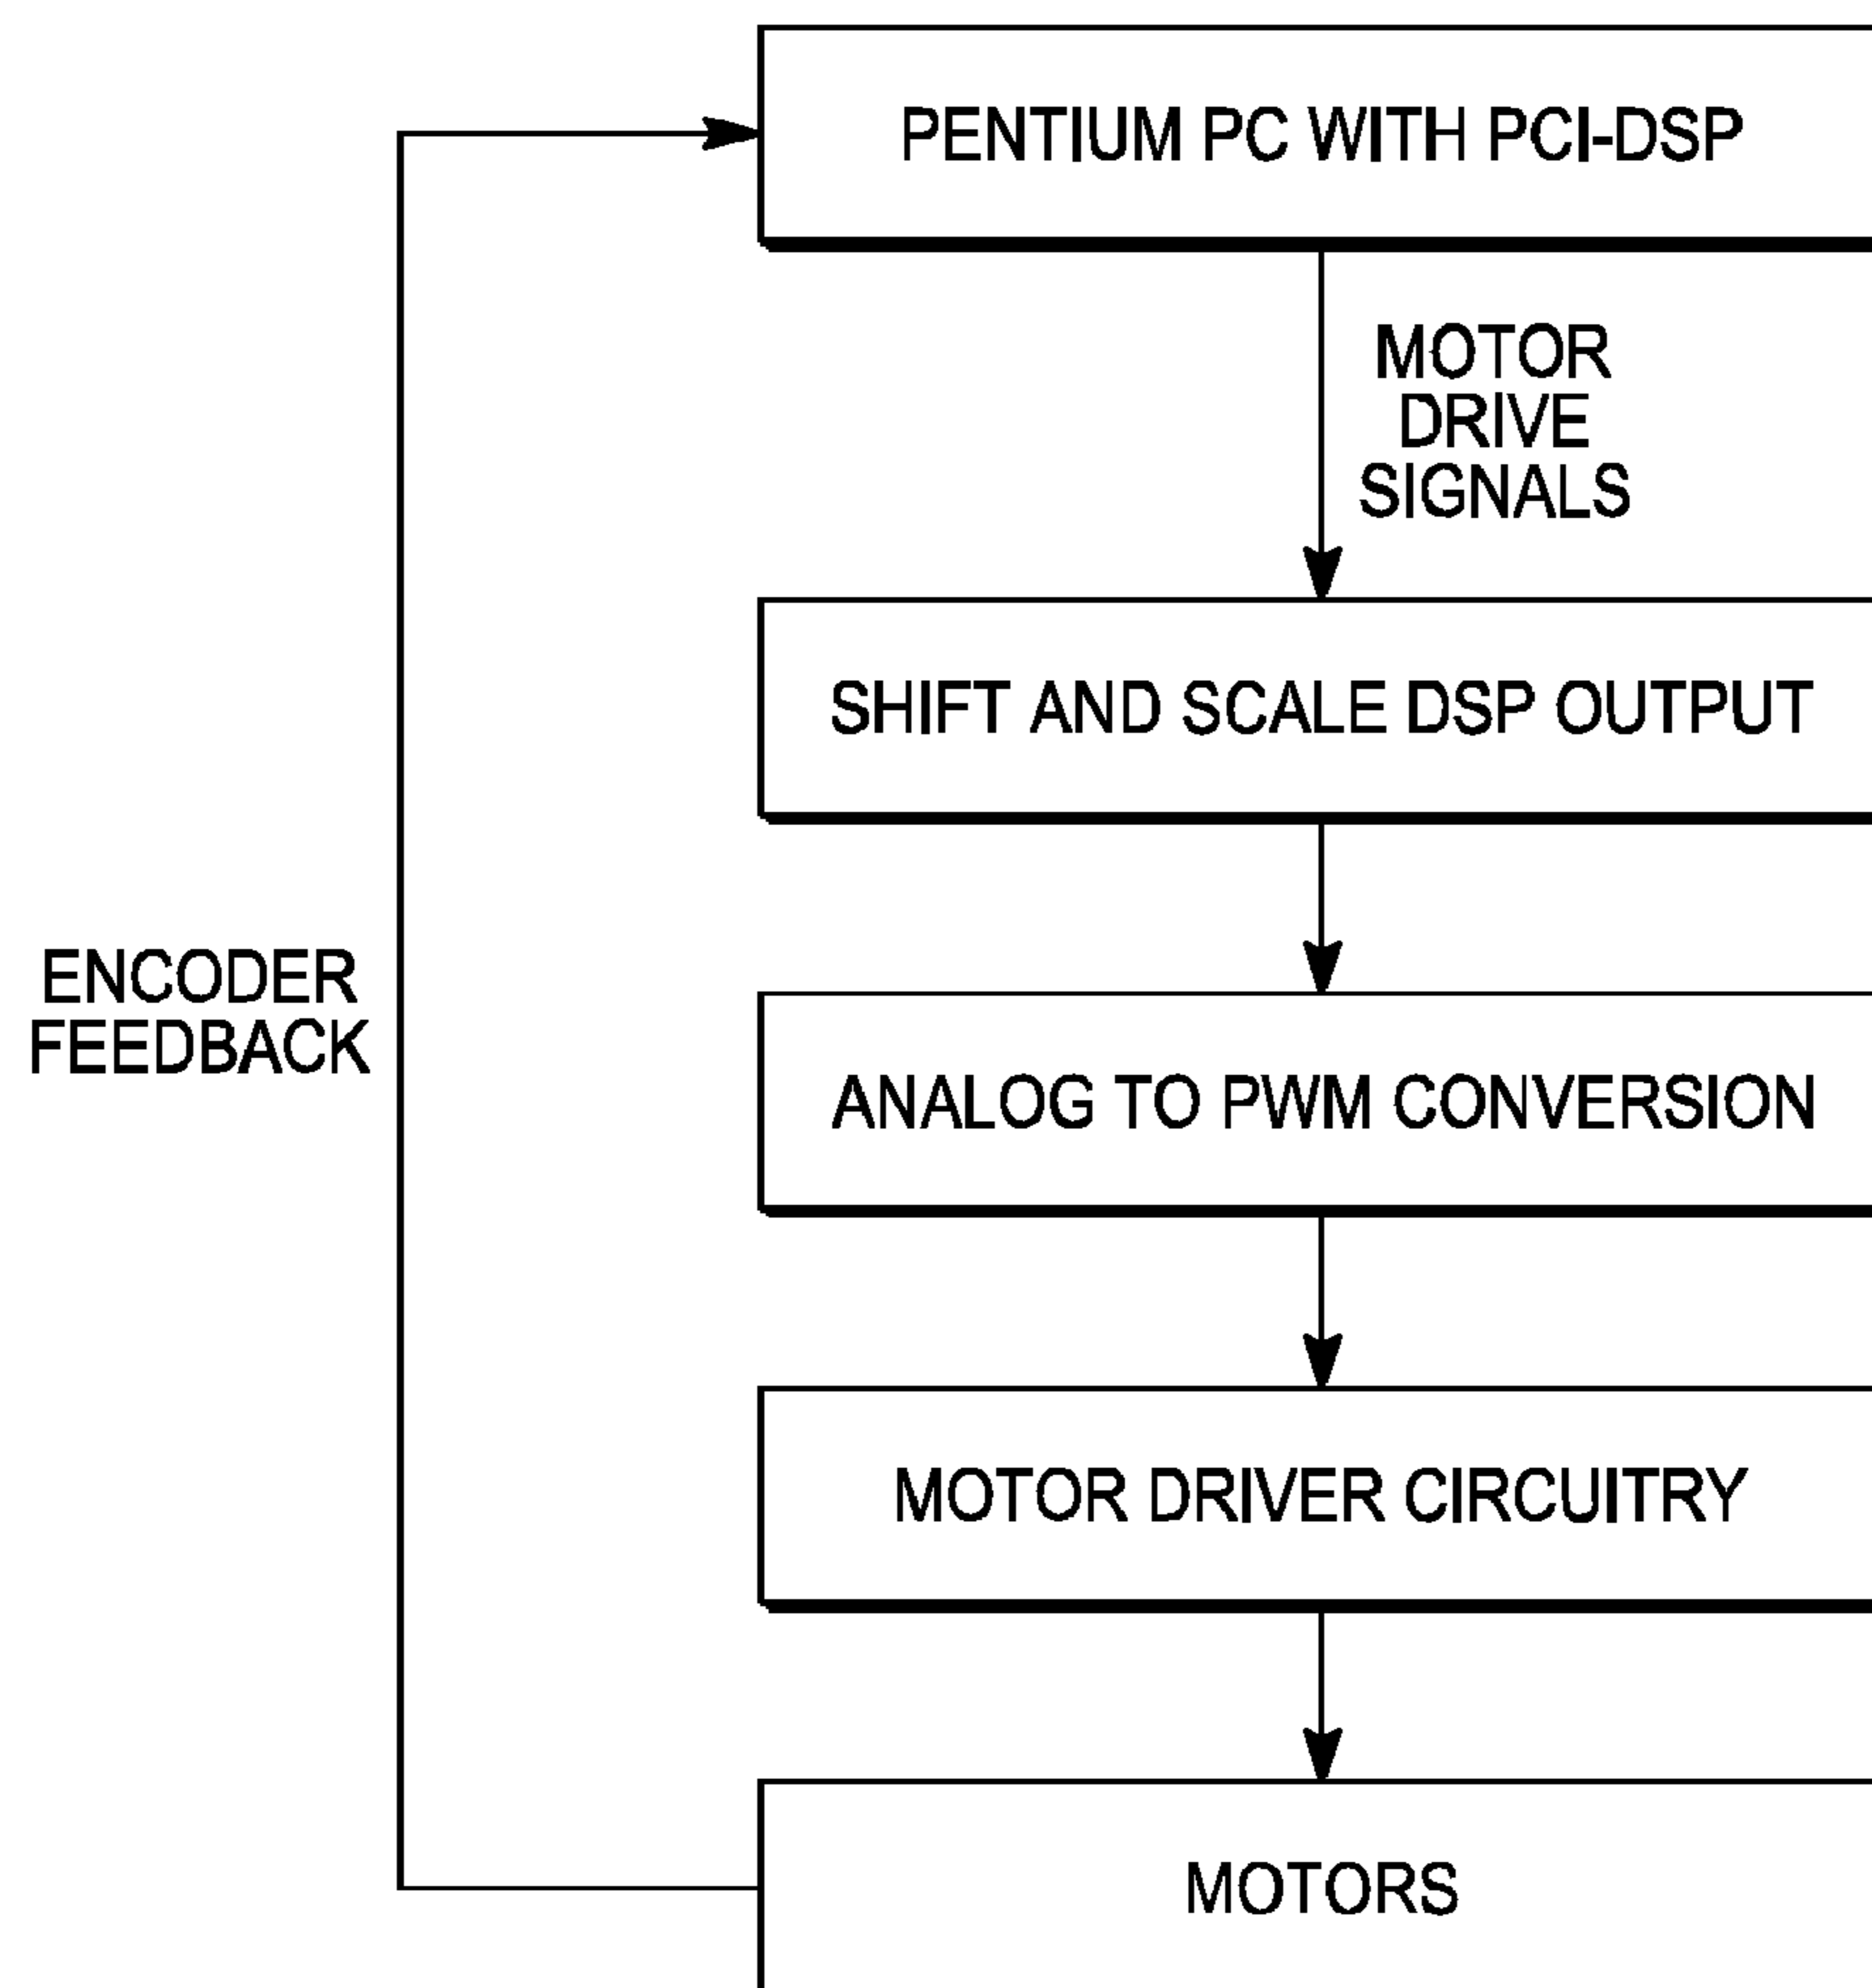 PENTIUM PC WITH PCI-DSP
MOTOR
DRIVE
SIGNALS
SHIFT AND SCALE DSP OUTPUT
ENCODER
FEEDBACK
ANALOG TO PWM CONVERSION
MOTOR DRIVER CIRCUITRY
MOTORS